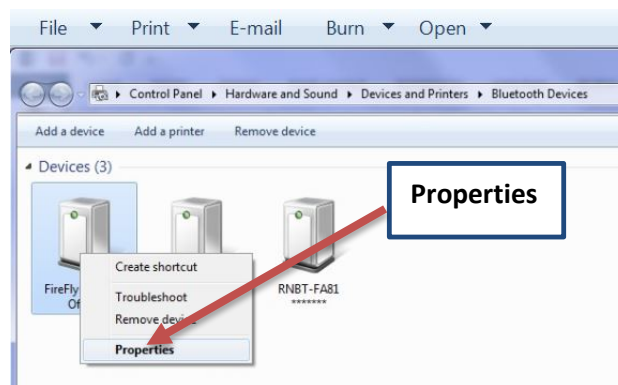 File Print E-mail Burn Open
Control Panel Hardware and Sound Devices and Printers Bluetooth Devices
Add a device Add a printer Remove device
Devices (3)
Properties
Create shortcut
FireFly
RNBT-FA81
Troubleshoot
Of
*******
Remove device
Properties